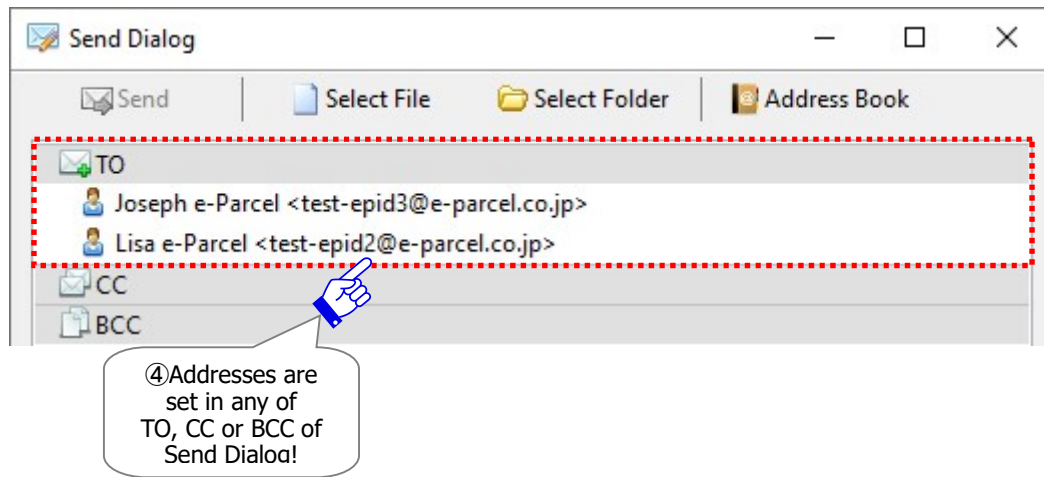 Send Dialog
Send Select File Select Folder Address Book
TO
Joseph e-Parcel <test-epid3@e-parcel.co.jp>
Lisa e-Parcel <test-epid2@e-parcel.co.jp>
CC
BCC
④Addresses are
set in any of
TO, CC or BCC of
Send Dialog!